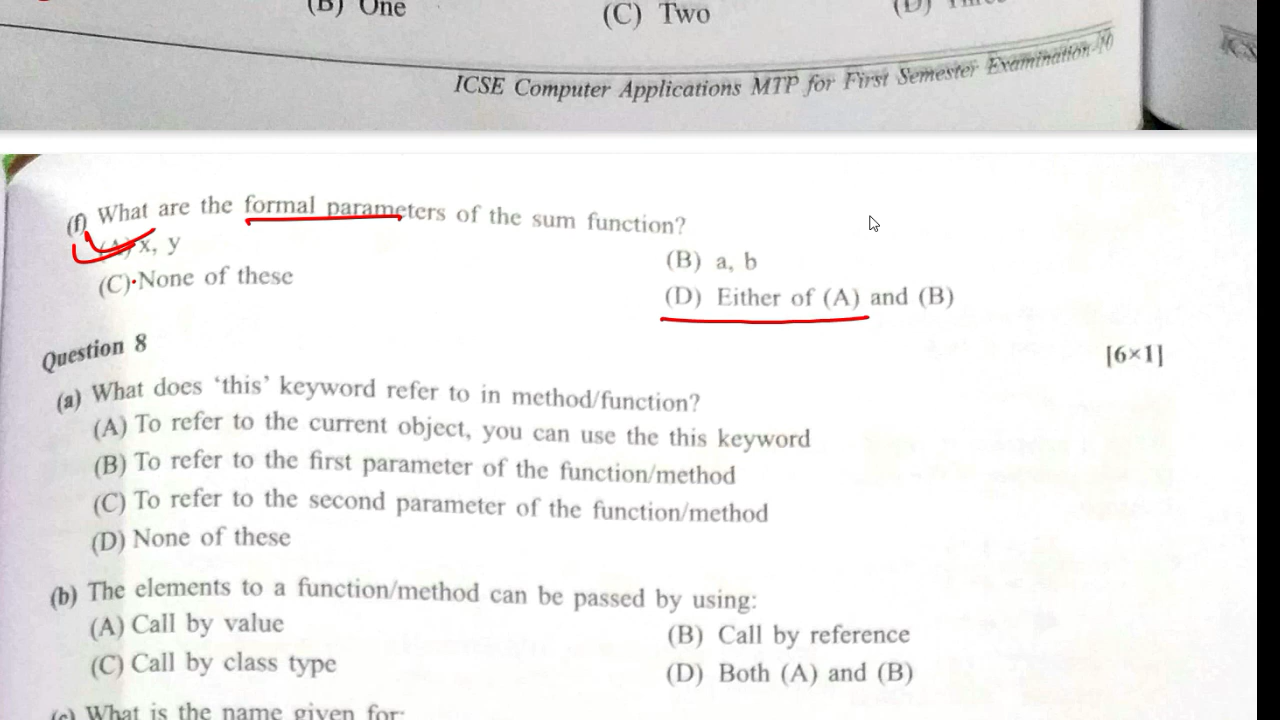 (B) One
(C) Two
(D)
ICSE Computer Applications MTP for First Semester Examination-10
(f) What are the formal parameters of the sum function?
(A) x, y
(B) a, b
(C) None of these
(D) Either of (A) and (B)
Question 8
[6×1]
(a) What does ‘this’ keyword refer to in method/function?
(A) To refer to the current object, you can use the this keyword
(B) To refer to the first parameter of the function/method
(C) To refer to the second parameter of the function/method
(D) None of these
(b) The elements to a function/method can be passed by using:
(A) Call by value
(B) Call by reference
(C) Call by class type
(D) Both (A) and (B)
(c) What is the name given for: